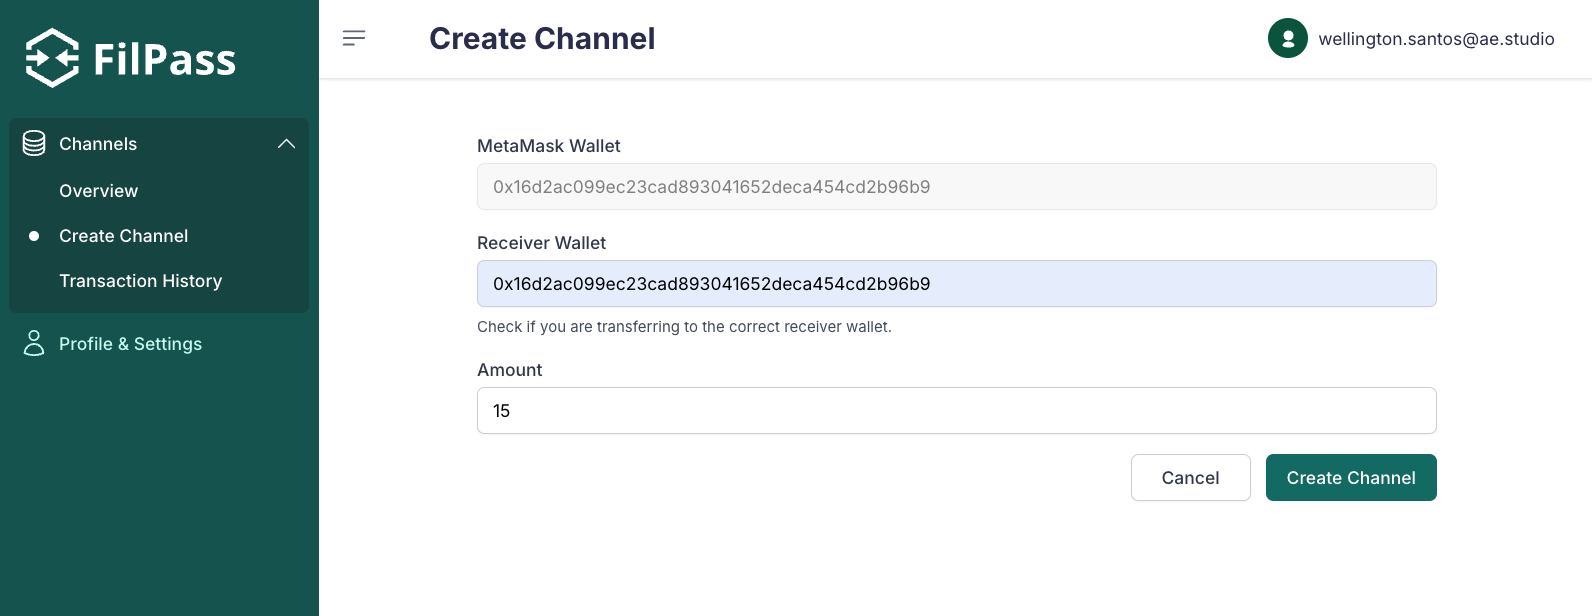 FilPass
Create Channel
wellington.santos@ae.studio
Channels
Overview
Create Channel
Transaction History
Profile & Settings
MetaMask Wallet
0x16d2ac099ec23cad893041652deca454cd2b96b9
Receiver Wallet
0x16d2ac099ec23cad893041652deca454cd2b96b9
Check if you are transferring to the correct receiver wallet.
Amount
15
Cancel
Create Channel